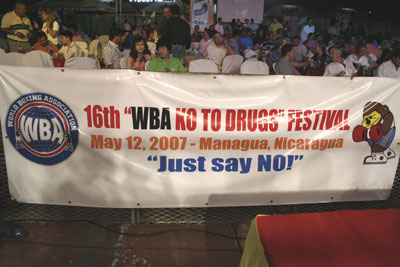 WORLD BOXING ASSOCIATION
WBA
16th "WBA KO TO DRUGS" FESTIVAL
May 12, 2007 - Managua, Nicaragua
"Just say NO!"